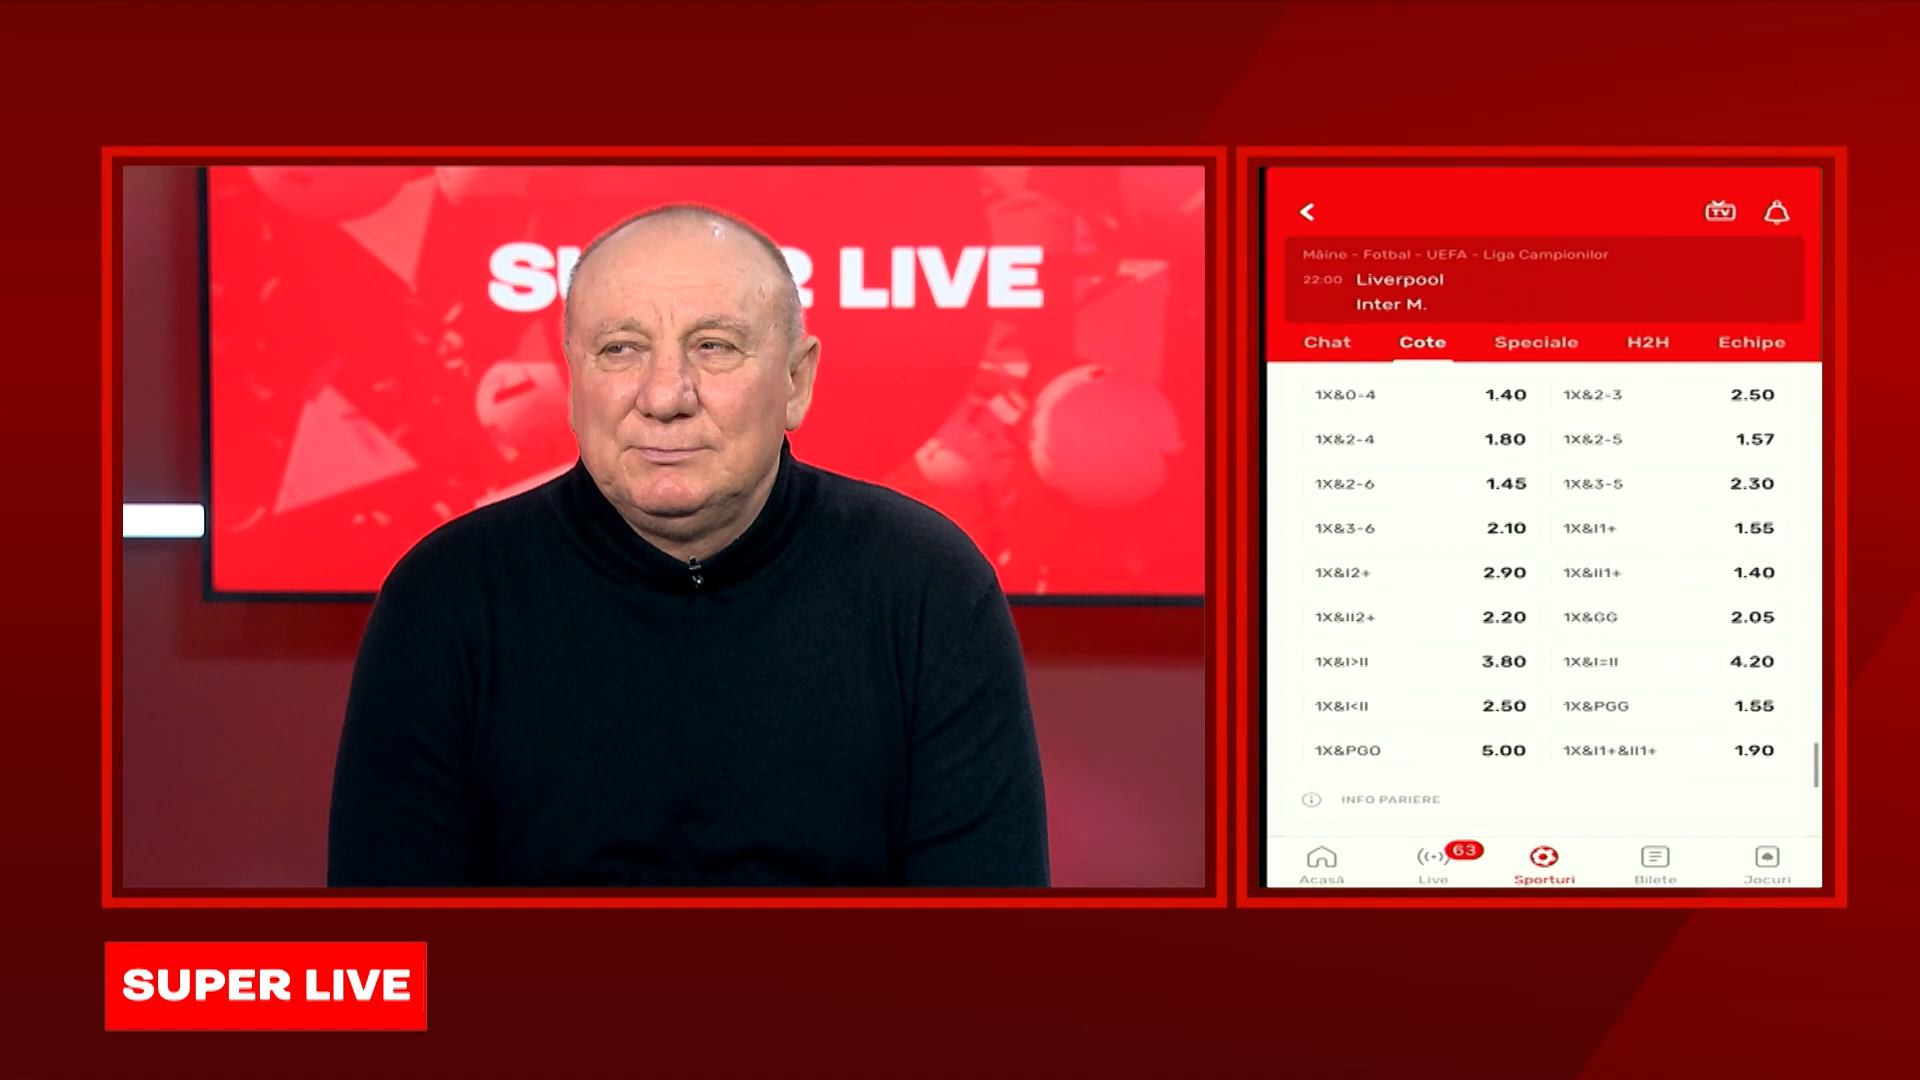 SUPER LIVE
TV
Mâine - Fotbal - UEFA - Liga Campionilor
22:00 Liverpool
Inter M.
Chat Cote Speciale H2H Echipe
1X&0-4 1.40 1X&2-3 2.50
1X&2-4 1.80 1X&2-5 1.57
1X&2-6 1.45 1X&3-5 2.30
1X&3-6 2.10 1X&I1+ 1.55
1X&I2+ 2.90 1X&II1+ 1.40
1X&II2+ 2.20 1X&GG 2.05
1X&I>II 3.80 1X&I=II 4.20
1X&I<II 2.50 1X&PGG 1.55
1X&PGO 5.00 1X&I1+&II1+ 1.90
INFO PARIERE
63
Acasă Live Sporturi Bilete Jocuri
SUPER LIVE